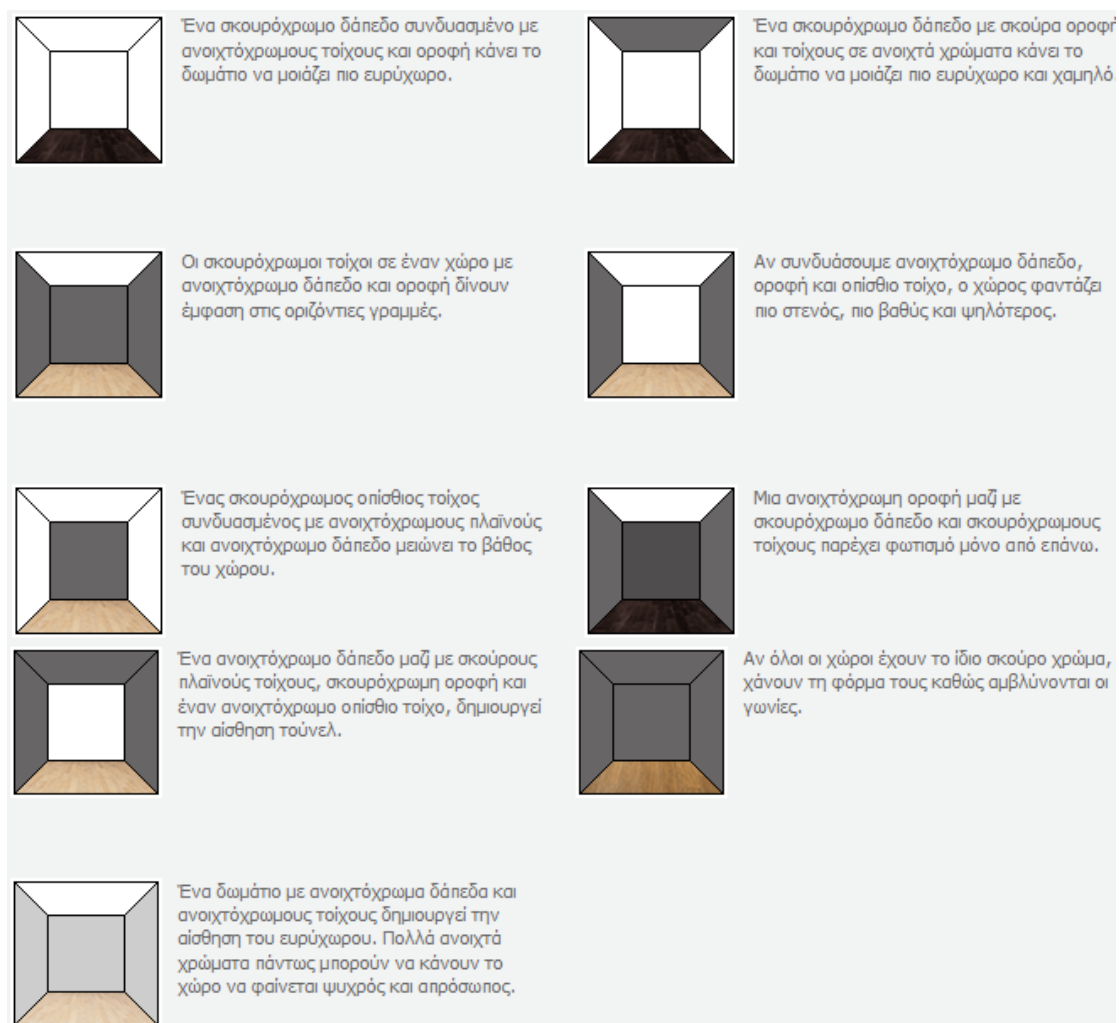 Ένα σκουρόχρωμο δάπεδο συνδυασμένο με
ανοιχτόχρωμους τοίχους και οροφή κάνει το
δωμάτιο να μοιάζει πιο ευρύχωρο.
Ένα σκουρόχρωμο δάπεδο με σκούρα οροφή
και τοίχους σε ανοιχτά χρώματα κάνει το
δωμάτιο να μοιάζει πιο ευρύχωρο και χαμηλό.
Οι σκουρόχρωμοι τοίχοι σε έναν χώρο με
ανοιχτόχρωμο δάπεδο και οροφή δίνουν
έμφαση στις οριζόντιες γραμμές.
Αν συνδυάσουμε ανοιχτόχρωμο δάπεδο,
οροφή και οπίσθιο τοίχο, ο χώρος φαντάζει
πιο στενός, πιο βαθύς και ψηλότερος.
Ένας σκουρόχρωμος οπίσθιος τοίχος
συνδυασμένος με ανοιχτόχρωμους πλαϊνούς
και ανοιχτόχρωμο δάπεδο μειώνει το βάθος
του χώρου.
Μια ανοιχτόχρωμη οροφή μαζί με
σκουρόχρωμο δάπεδο και σκουρόχρωμους
τοίχους παρέχει φωτισμό μόνο από επάνω.
Ένα ανοιχτόχρωμο δάπεδο μαζί με σκούρους
πλαϊνούς τοίχους, σκουρόχρωμη οροφή και
έναν ανοιχτόχρωμο οπίσθιο τοίχο, δημιουργεί
την αίσθηση τούνελ.
Αν όλοι οι χώροι έχουν το ίδιο σκούρο χρώμα,
χάνουν τη φόρμα τους καθώς αμβλύνονται οι
γωνίες.
Ένα δωμάτιο με ανοιχτόχρωμα δάπεδα και
ανοιχτόχρωμους τοίχους δημιουργεί την
αίσθηση του ευρύχωρου. Πολλά ανοιχτά
χρώματα πάντως μπορούν να κάνουν το
χώρο να φαίνεται ψυχρός και απρόσωπος.